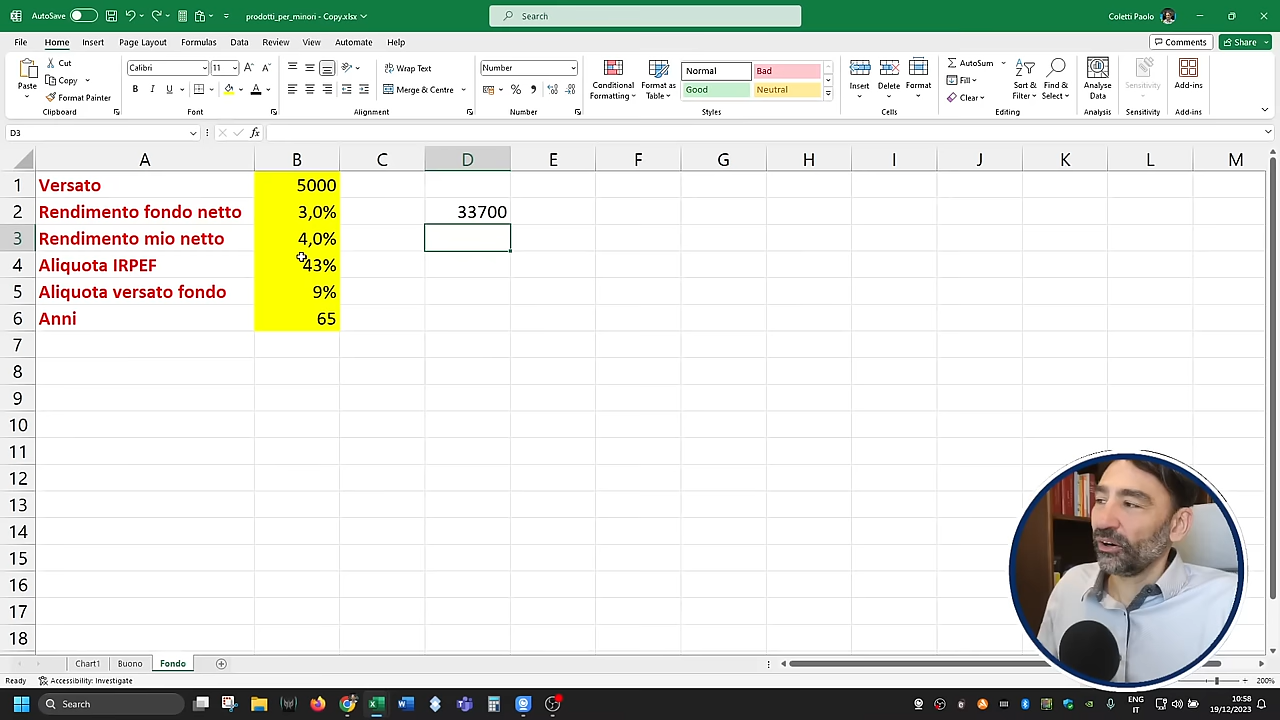 AutoSave
prodotti_per_minori - Copy.xlsx
Search
Coletti Paolo
File Home Insert Draw Page Layout Formulas Data Review View Automate Help
Comments
Share
Paste
Cut
Copy
Format Painter
Clipboard
Calibri 11
B I U
Font
Wrap Text
Merge & Centre
Alignment
Number
Number
Conditional Formatting
Format as Table
Normal Bad
Good Neutral
Styles
Insert Delete Format
Cells
AutoSum
Fill
Clear
Sort & Filter
Find & Select
Editing
Analyse Data
Analysis
Sensitivity
Sensitivity
Add-ins
Add-ins
D3 fx
A B C D E F G H I J K L M
1 Versato 5000
2 Rendimento fondo netto 3,0% 33700
3 Rendimento mio netto 4,0%
4 Aliquota IRPEF 43%
5 Aliquota versato fondo 9%
6 Anni 65
7
8
9
10
11
12
13
14
15
16
17
18
Chart1 Buono Fondo
Ready Accessibility: Investigate 200%
Search
ENG
IT
10:58
19/12/2023